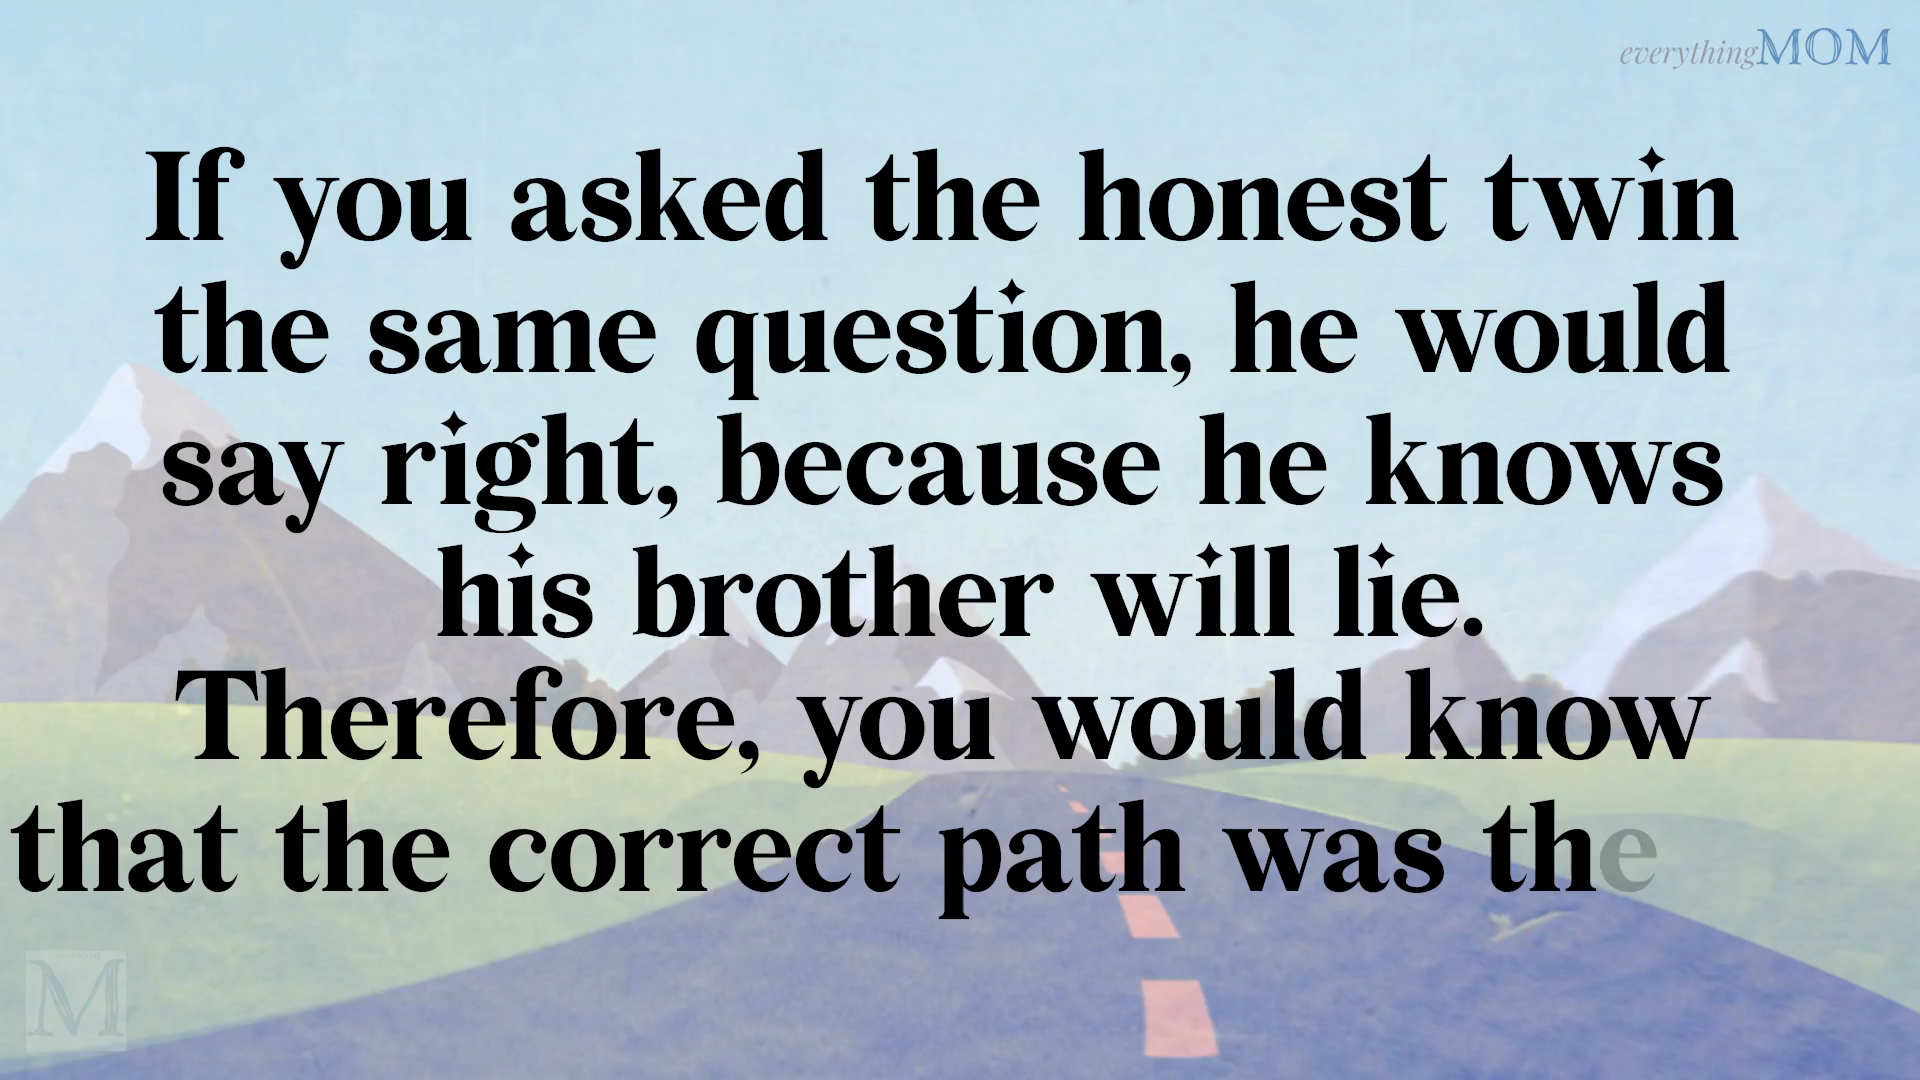 everythingMOM
If you asked the honest twin
the same question, he would
say right, because he knows
his brother will lie.
Therefore, you would know
that the correct path was the
M